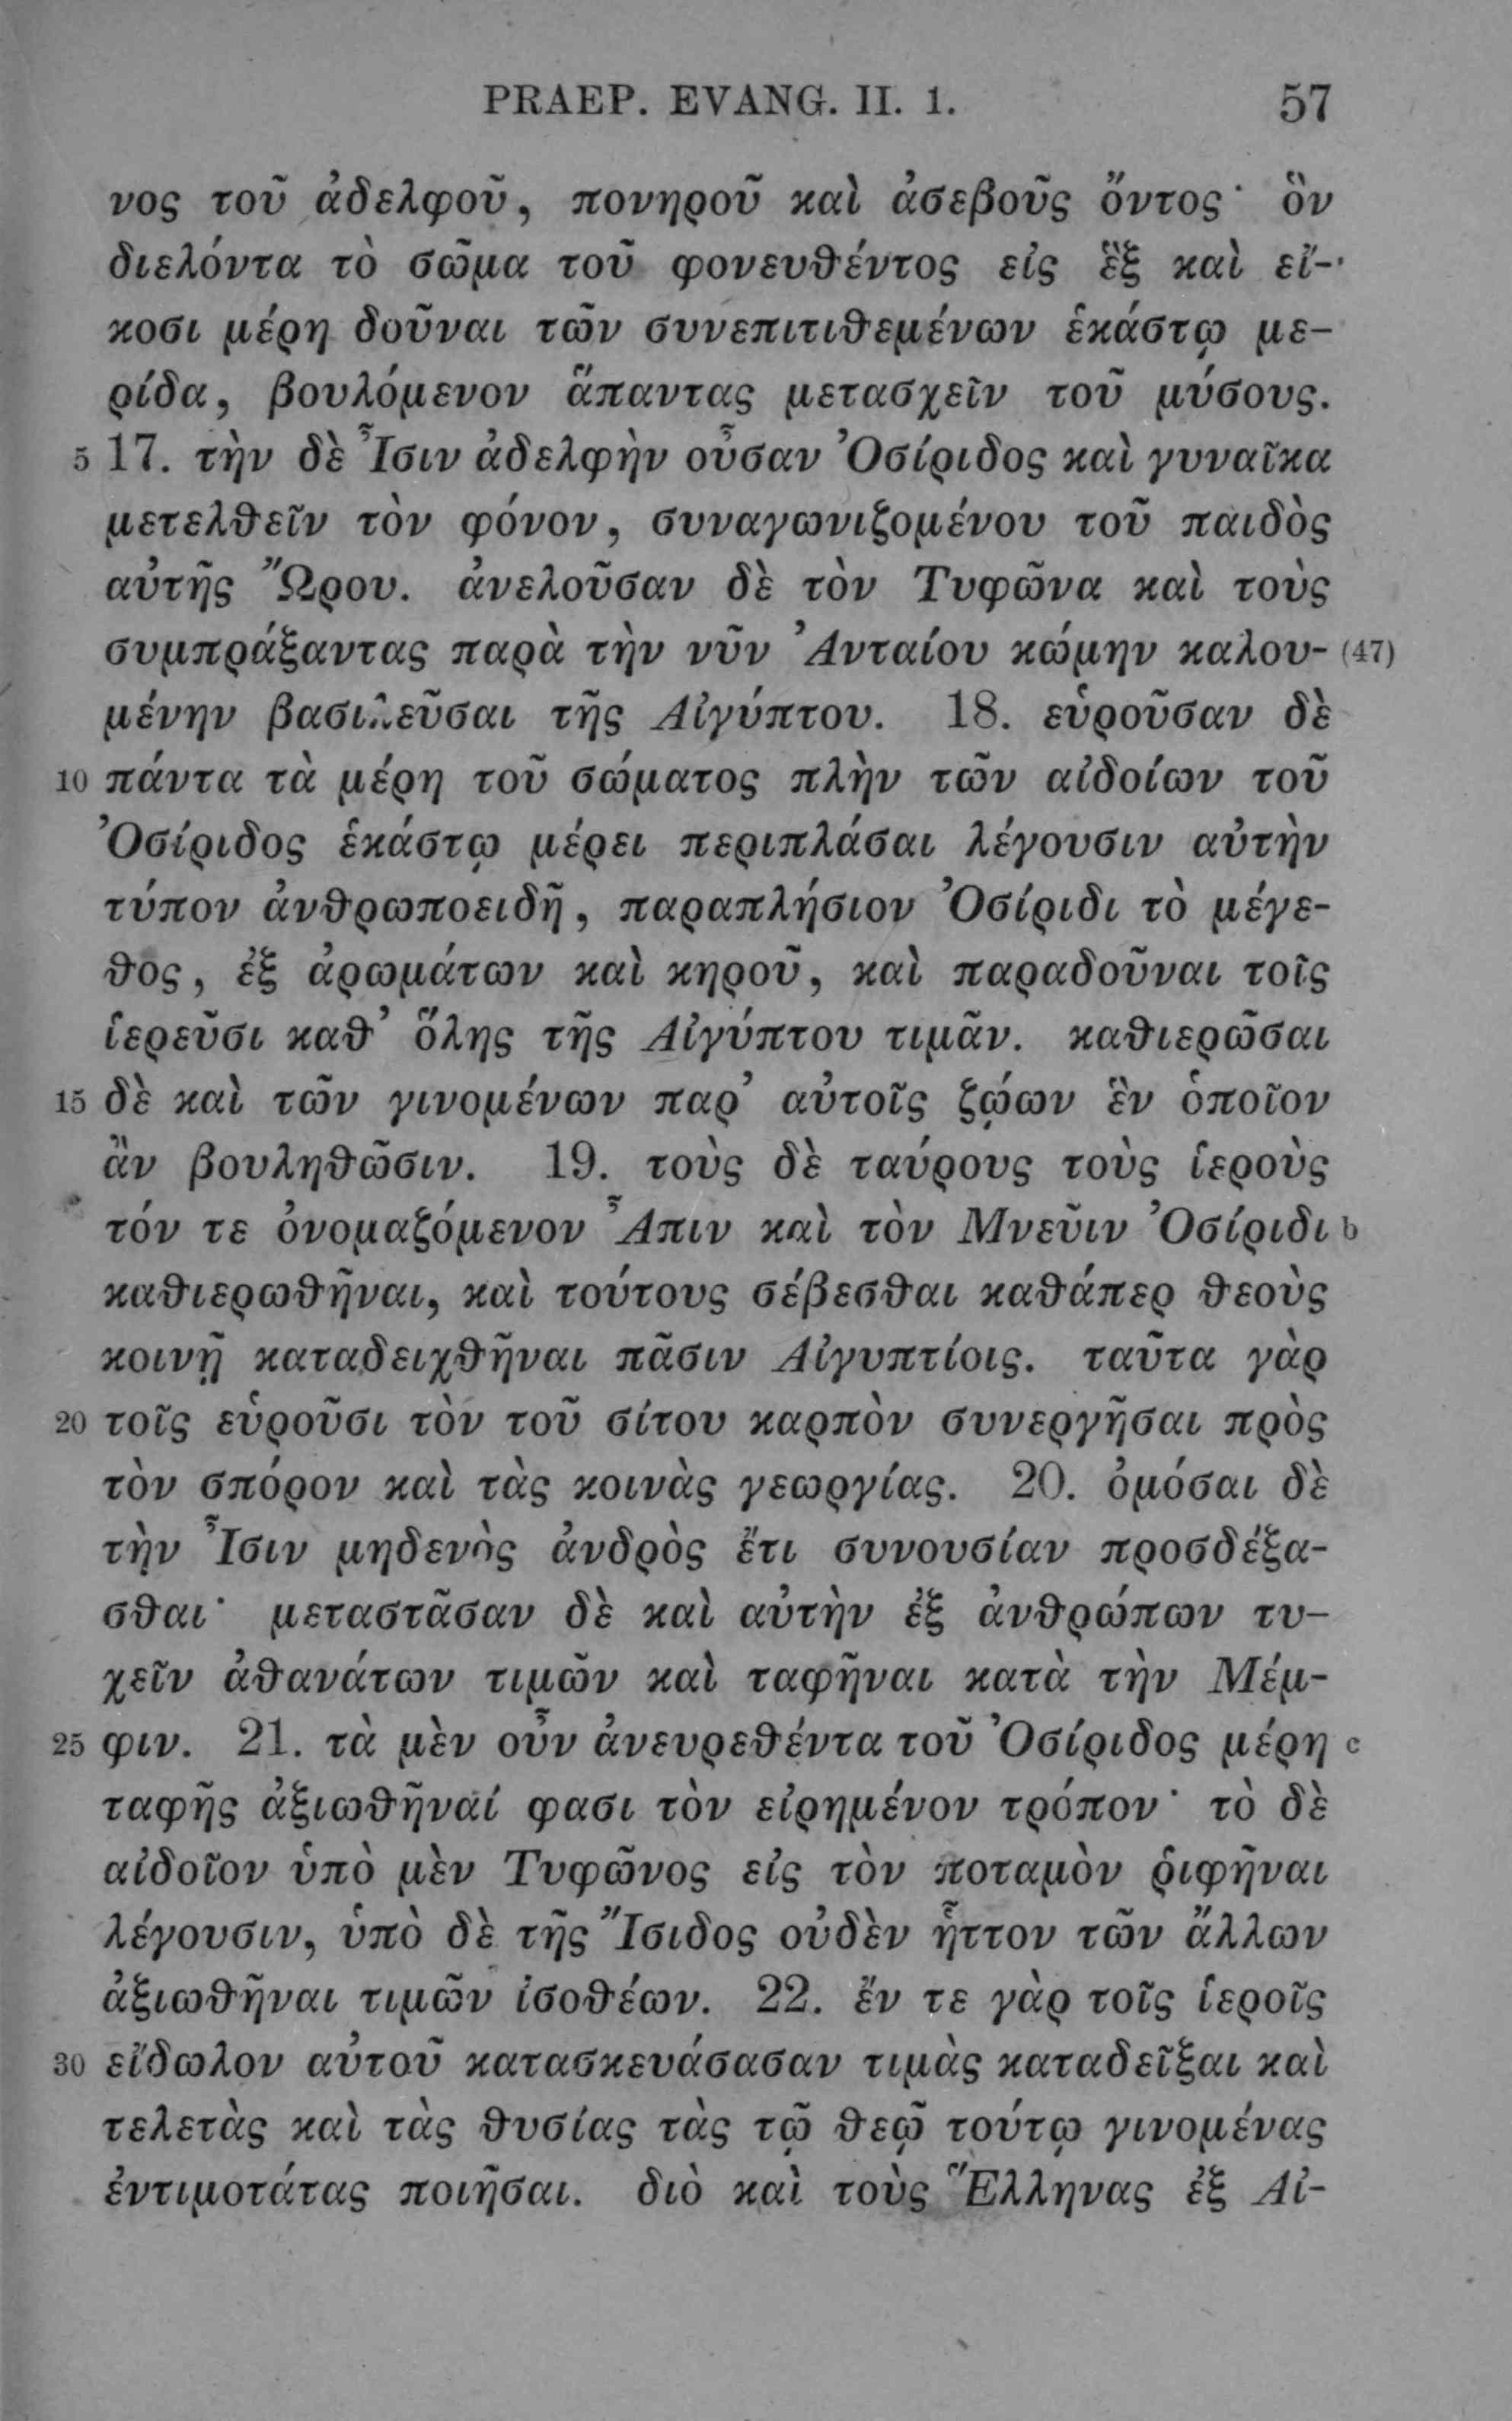 PRAEP. EVANG. II. 1. 57
νος τοῦ ἀδελφοῦ, πονηροῦ καὶ ἀσεβοῦς ὄντος· ὃν
διελόντα τὸ σῶμα τοῦ φονευθέντος εἰς ἓξ καὶ εἴ-
κοσι μέρη δοῦναι τῶν συνεπιτιθεμένων ἑκάστῳ με-
ρίδα, βουλόμενον ἅπαντας μετασχεῖν τοῦ μύσους.
5 17. τὴν δὲ Ἶσιν ἀδελφὴν οὖσαν Ὀσίριδος καὶ γυναῖκα
μετελθεῖν τὸν φόνον, συναγωνιζομένου τοῦ παιδὸς
αὐτῆς Ὤρου. ἀνελοῦσαν δὲ τὸν Τυφῶνα καὶ τοὺς
συμπράξαντας παρὰ τὴν νῦν Ἀνταίου κώμην καλου- (47)
μένην βασιλεῦσαι τῆς Αἰγύπτου. 18. εὑροῦσαν δὲ
10 πάντα τὰ μέρη τοῦ σώματος πλὴν τῶν αἰδοίων τοῦ
Ὀσίριδος ἑκάστῳ μέρει περιπλάσαι λέγουσιν αὐτὴν
τύπον ἀνθρωποειδῆ, παραπλήσιον Ὀσίριδι τὸ μέγε-
θος, ἐξ ἀρωμάτων καὶ κηροῦ, καὶ παραδοῦναι τοῖς
ἱερεῦσι καθ' ὅλης τῆς Αἰγύπτου τιμᾶν. καθιερῶσαι
15 δὲ καὶ τῶν γινομένων παρ' αὐτοῖς ζῴων ἓν ὁποῖον
ἂν βουληθῶσιν. 19. τοὺς δὲ ταύρους τοὺς ἱεροὺς
τόν τε ὀνομαζόμενον Ἆπιν καὶ τὸν Μνεῦιν Ὀσίριδι b
καθιερωθῆναι, καὶ τούτους σέβεσθαι καθάπερ θεοὺς
κοινῇ καταδειχθῆναι πᾶσιν Αἰγυπτίοις. ταῦτα γὰρ
20 τοῖς εὑροῦσι τὸν τοῦ σίτου καρπὸν συνεργῆσαι πρὸς
τὸν σπόρον καὶ τὰς κοινὰς γεωργίας. 20. ὀμόσαι δὲ
τὴν Ἶσιν μηδενὸς ἀνδρὸς ἔτι συνουσίαν προσδέξα-
σθαι· μεταστᾶσαν δὲ καὶ αὐτὴν ἐξ ἀνθρώπων τυ-
χεῖν ἀθανάτων τιμῶν καὶ ταφῆναι κατὰ τὴν Μέμ-
25 φιν. 21. τὰ μὲν οὖν ἀνευρεθέντα τοῦ Ὀσίριδος μέρη c
ταφῆς ἀξιωθῆναί φασι τὸν εἰρημένον τρόπον· τὸ δὲ
αἰδοῖον ὑπὸ μὲν Τυφῶνος εἰς τὸν ποταμὸν ῥιφῆναι
λέγουσιν, ὑπὸ δὲ τῆς Ἴσιδος οὐδὲν ἧττον τῶν ἄλλων
ἀξιωθῆναι τιμῶν ἰσοθέων. 22. ἔν τε γὰρ τοῖς ἱεροῖς
30 εἴδωλον αὐτοῦ κατασκευάσασαν τιμὰς καταδεῖξαι καὶ
τελετὰς καὶ τὰς θυσίας τὰς τῷ θεῷ τούτῳ γινομένας
ἐντιμοτάτας ποιῆσαι. διὸ καὶ τοὺς Ἕλληνας ἐξ Αἰ-